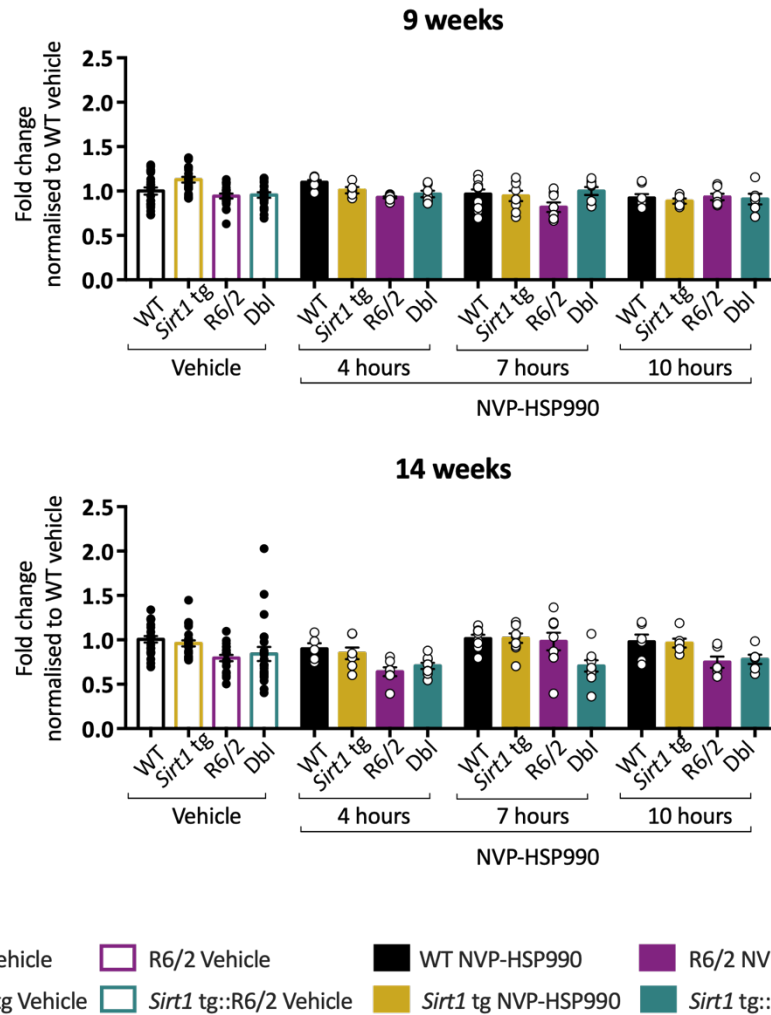 9 weeks
Fold change
normalised to WT vehicle
2.5
2.0
1.5
1.0
0.5
0.0
WT
Sirt1 tg
R6/2
Dbl
WT
Sirt1 tg
R6/2
Dbl
WT
Sirt1 tg
R6/2
Dbl
WT
Sirt1 tg
R6/2
Dbl
Vehicle
4 hours
7 hours
10 hours
NVP-HSP990
14 weeks
Fold change
normalised to WT vehicle
2.5
2.0
1.5
1.0
0.5
0.0
WT
Sirt1 tg
R6/2
Dbl
WT
Sirt1 tg
R6/2
Dbl
WT
Sirt1 tg
R6/2
Dbl
WT
Sirt1 tg
R6/2
Dbl
Vehicle
4 hours
7 hours
10 hours
NVP-HSP990
ehicle
R6/2 Vehicle
WT NVP-HSP990
R6/2 NV
tg Vehicle
Sirt1 tg::R6/2 Vehicle
Sirt1 tg NVP-HSP990
Sirt1 tg::